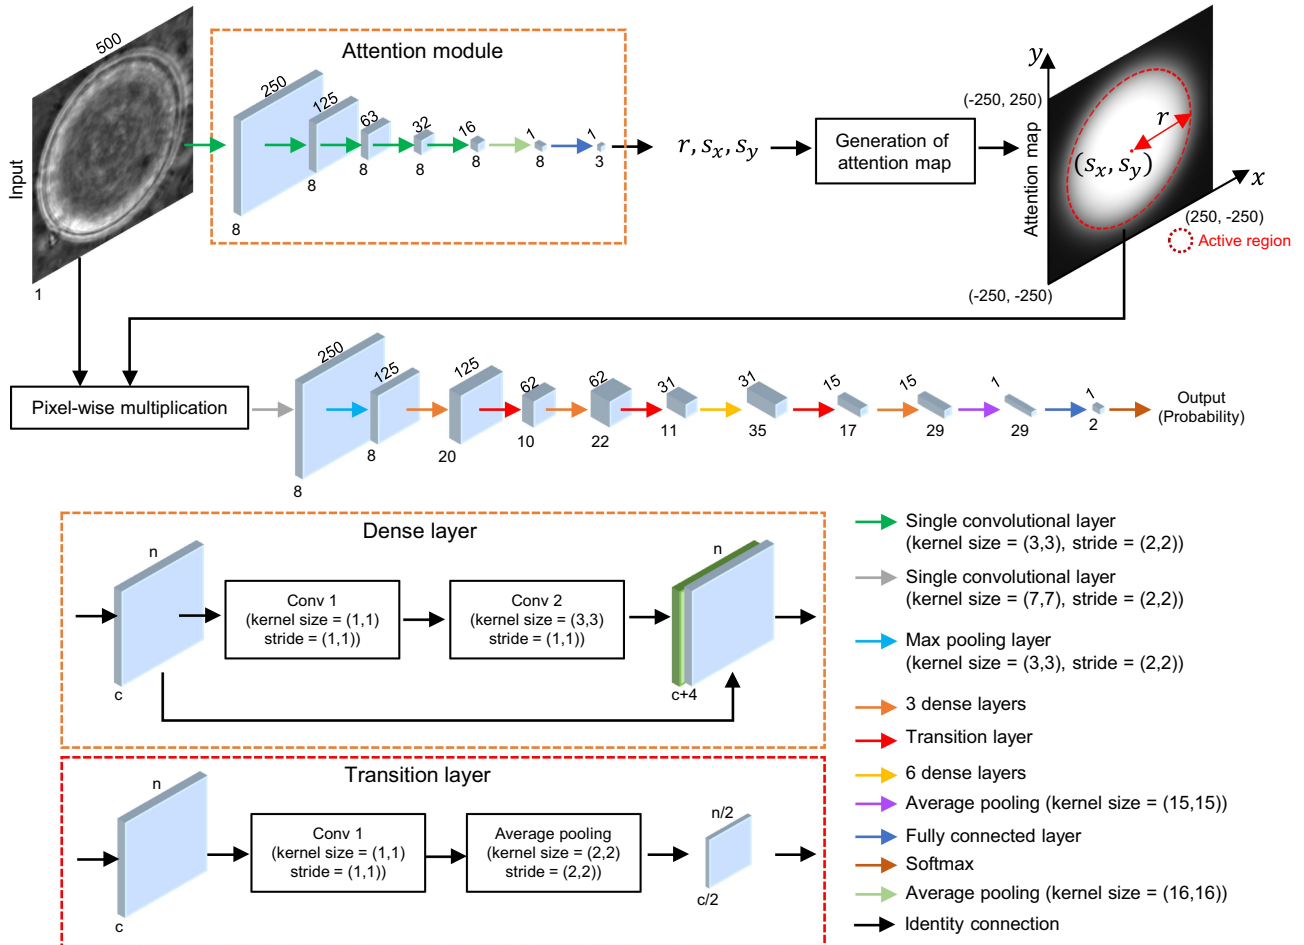 Attention module
500
Input
1
250
8
125
8
63
8
32
8
16
8
1
8
1
3
r, s_x, s_y
Generation of
attention map
y
(-250, 250)
Attention map
r
(s_x, s_y)
x
(250, -250)
Active region
(-250, -250)
Pixel-wise multiplication
250
8
125
8
125
20
62
10
62
22
31
11
31
35
15
17
15
29
1
29
1
2
Output
(Probability)
Dense layer
n
c
Conv 1
(kernel size = (1,1)
stride = (1,1))
Conv 2
(kernel size = (3,3)
stride = (1,1))
n
c+4
Transition layer
n
c
Conv 1
(kernel size = (1,1)
stride = (1,1))
Average pooling
(kernel size = (2,2)
stride = (2,2))
n/2
c/2
Single convolutional layer
(kernel size = (3,3), stride = (2,2))
Single convolutional layer
(kernel size = (7,7), stride = (2,2))
Max pooling layer
(kernel size = (3,3), stride = (2,2))
3 dense layers
Transition layer
6 dense layers
Average pooling (kernel size = (15,15))
Fully connected layer
Softmax
Average pooling (kernel size = (16,16))
Identity connection